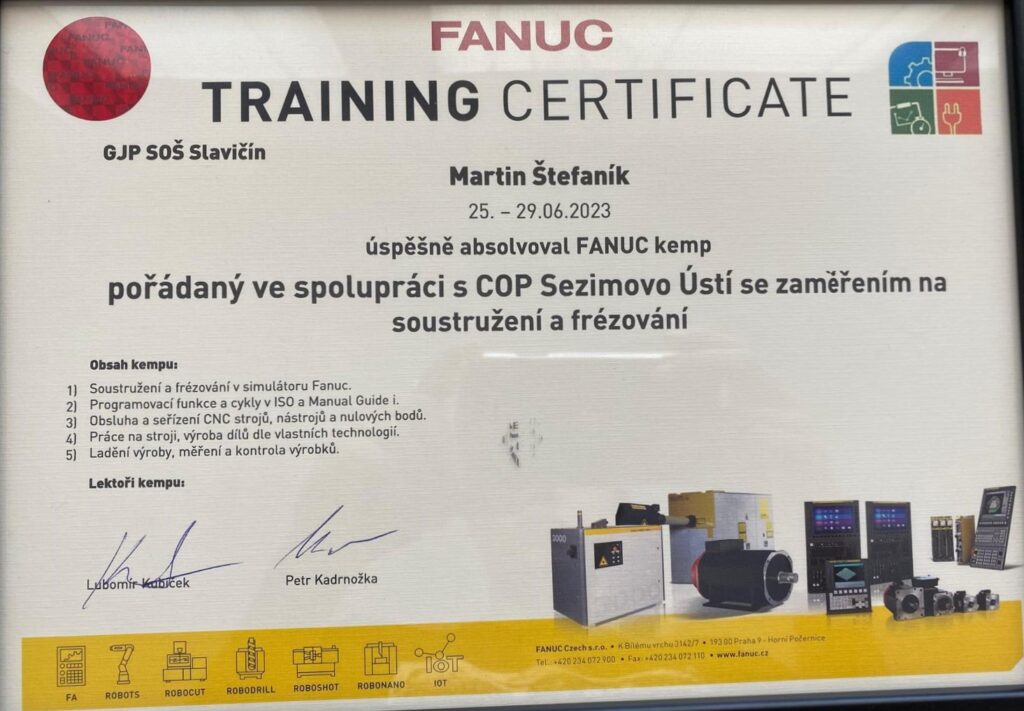 FANUC
TRAINING CERTIFICATE
GJP SOŠ Slavičín
Martin Štefaník
25. – 29.06.2023
úspěšně absolvoval FANUC kemp
pořádaný ve spolupráci s COP Sezimovo Ústí se zaměřením na
soustružení a frézování
Obsah kempu:
1) Soustružení a frézování v simulátoru Fanuc.
2) Programovací funkce a cykly v ISO a Manual Guide i.
3) Obsluha a seřízení CNC strojů, nástrojů a nulových bodů.
4) Práce na stroji, výroba dílů dle vlastních technologií.
5) Ladění výroby, měření a kontrola výrobků.
Lektoři kempu:
Lubomír Kubíček
Petr Kadrnožka
FANUC Czech s.r.o. • K Bílému vrchu 3142/7 • 193 00 Praha 9 - Horní Počernice
Tel.: +420 234 072 900 • Fax: +420 234 072 110 • www.fanuc.cz
FA
ROBOTS
ROBOCUT
ROBODRILL
ROBOSHOT
ROBONANO
IOT
IOT